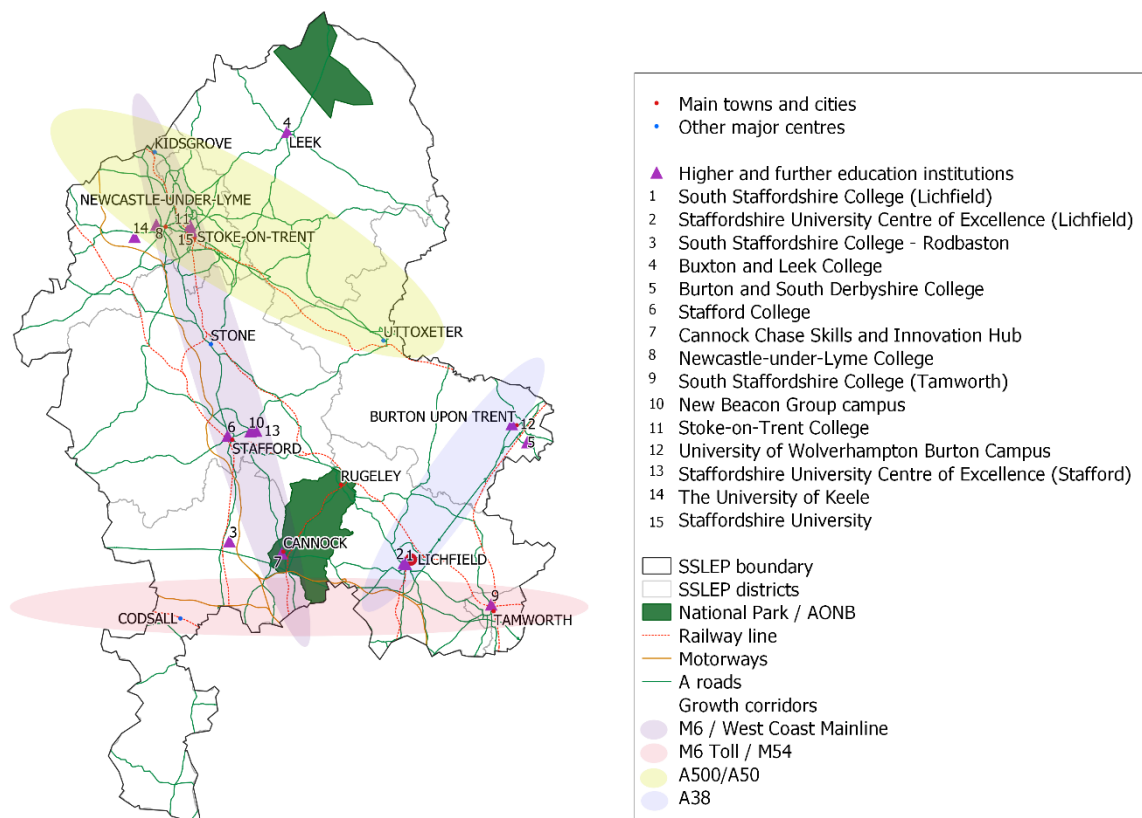 4
LEEK
KIDSGROVE
NEWCASTLE-UNDER-LYME
14
8
11
15
STOKE-ON-TRENT
STONE
UTTOXETER
BURTON UPON TRENT
12
5
6
10
13
STAFFORD
RUGELEY
3
CANNOCK
7
21
LICHFIELD
9
TAMWORTH
CODSALL
Main towns and cities
Other major centres
Higher and further education institutions
1 South Staffordshire College (Lichfield)
2 Staffordshire University Centre of Excellence (Lichfield)
3 South Staffordshire College - Rodbaston
4 Buxton and Leek College
5 Burton and South Derbyshire College
6 Stafford College
7 Cannock Chase Skills and Innovation Hub
8 Newcastle-under-Lyme College
9 South Staffordshire College (Tamworth)
10 New Beacon Group campus
11 Stoke-on-Trent College
12 University of Wolverhampton Burton Campus
13 Staffordshire University Centre of Excellence (Stafford)
14 The University of Keele
15 Staffordshire University
SSLEP boundary
SSLEP districts
National Park / AONB
Railway line
Motorways
A roads
Growth corridors
M6 / West Coast Mainline
M6 Toll / M54
A500/A50
A38